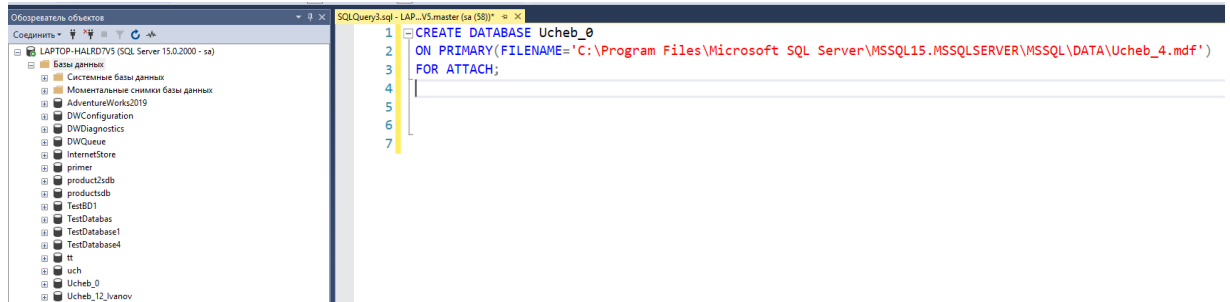 Обозреватель объектов
Соединить
LAPTOP-HALRD7V5 (SQL Server 15.0.2000 - sa)
Базы данных
Системные базы данных
Моментальные снимки базы данных
AdventureWorks2019
DWConfiguration
DWDiagnostics
DWQueue
InternetStore
primer
product2sdb
productsdb
TestBD1
TestDatabas
TestDatabase1
TestDatabase4
tt
uch
Ucheb_0
Ucheb_12_Ivanov
SQLQuery3.sql - LAP...V5.master (sa (58))*
1 CREATE DATABASE Ucheb_0
2 ON PRIMARY(FILENAME='C:\Program Files\Microsoft SQL Server\MSSQL15.MSSQLSERVER\MSSQL\DATA\Ucheb_4.mdf')
3 FOR ATTACH;
4
5
6
7